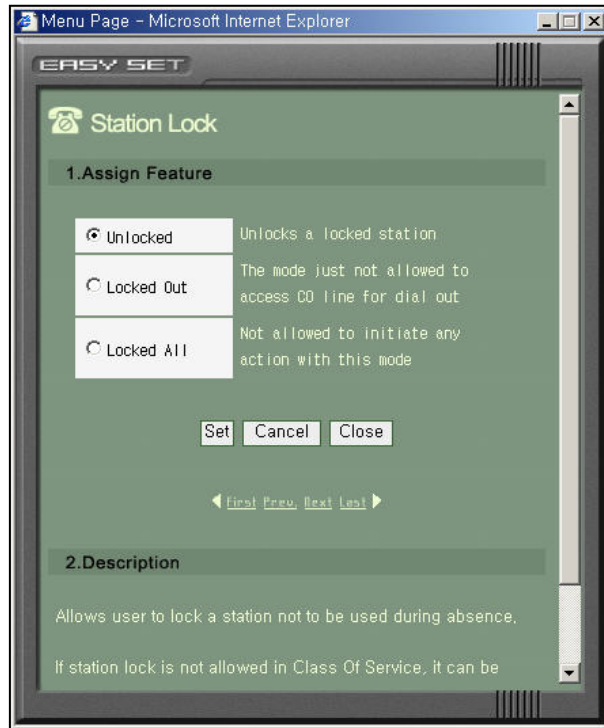 Menu Page - Microsoft Internet Explorer
EASY SET
Station Lock
1.Assign Feature
Unlocked
Unlocks a locked station
Locked Out
The mode just not allowed to
access CO line for dial out
Locked All
Not allowed to initiate any
action with this mode
Set Cancel Close
First Prev. Next Last
2.Description
Allows user to lock a station not to be used during absence,
If station lock is not allowed in Class Of Service, it can be